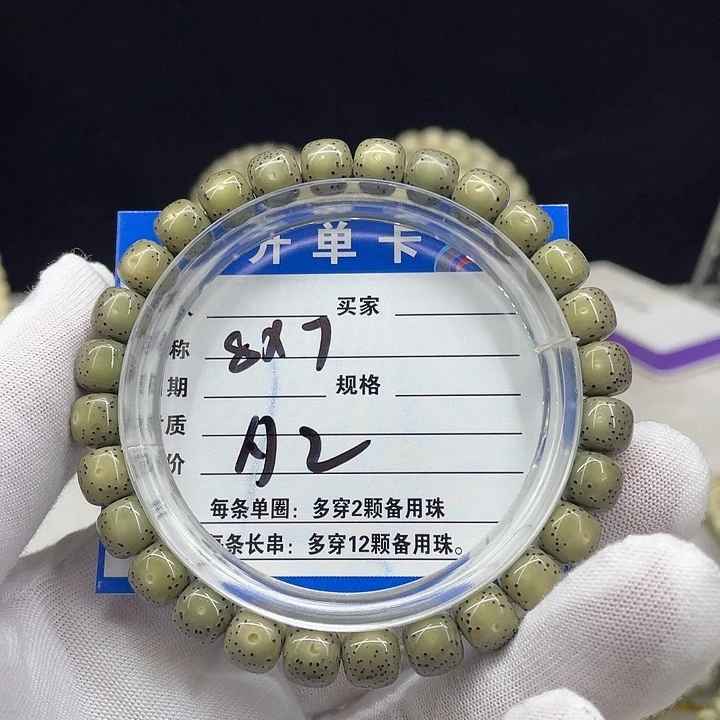 开单卡
买家
称 8X7
期 规格
质
价 A2
每条单圈：多穿2颗备用珠
每条长串：多穿12颗备用珠。